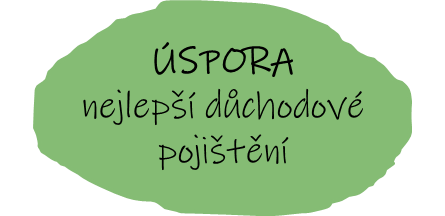 ÚSPORA
nejlepší důchodové
pojištění